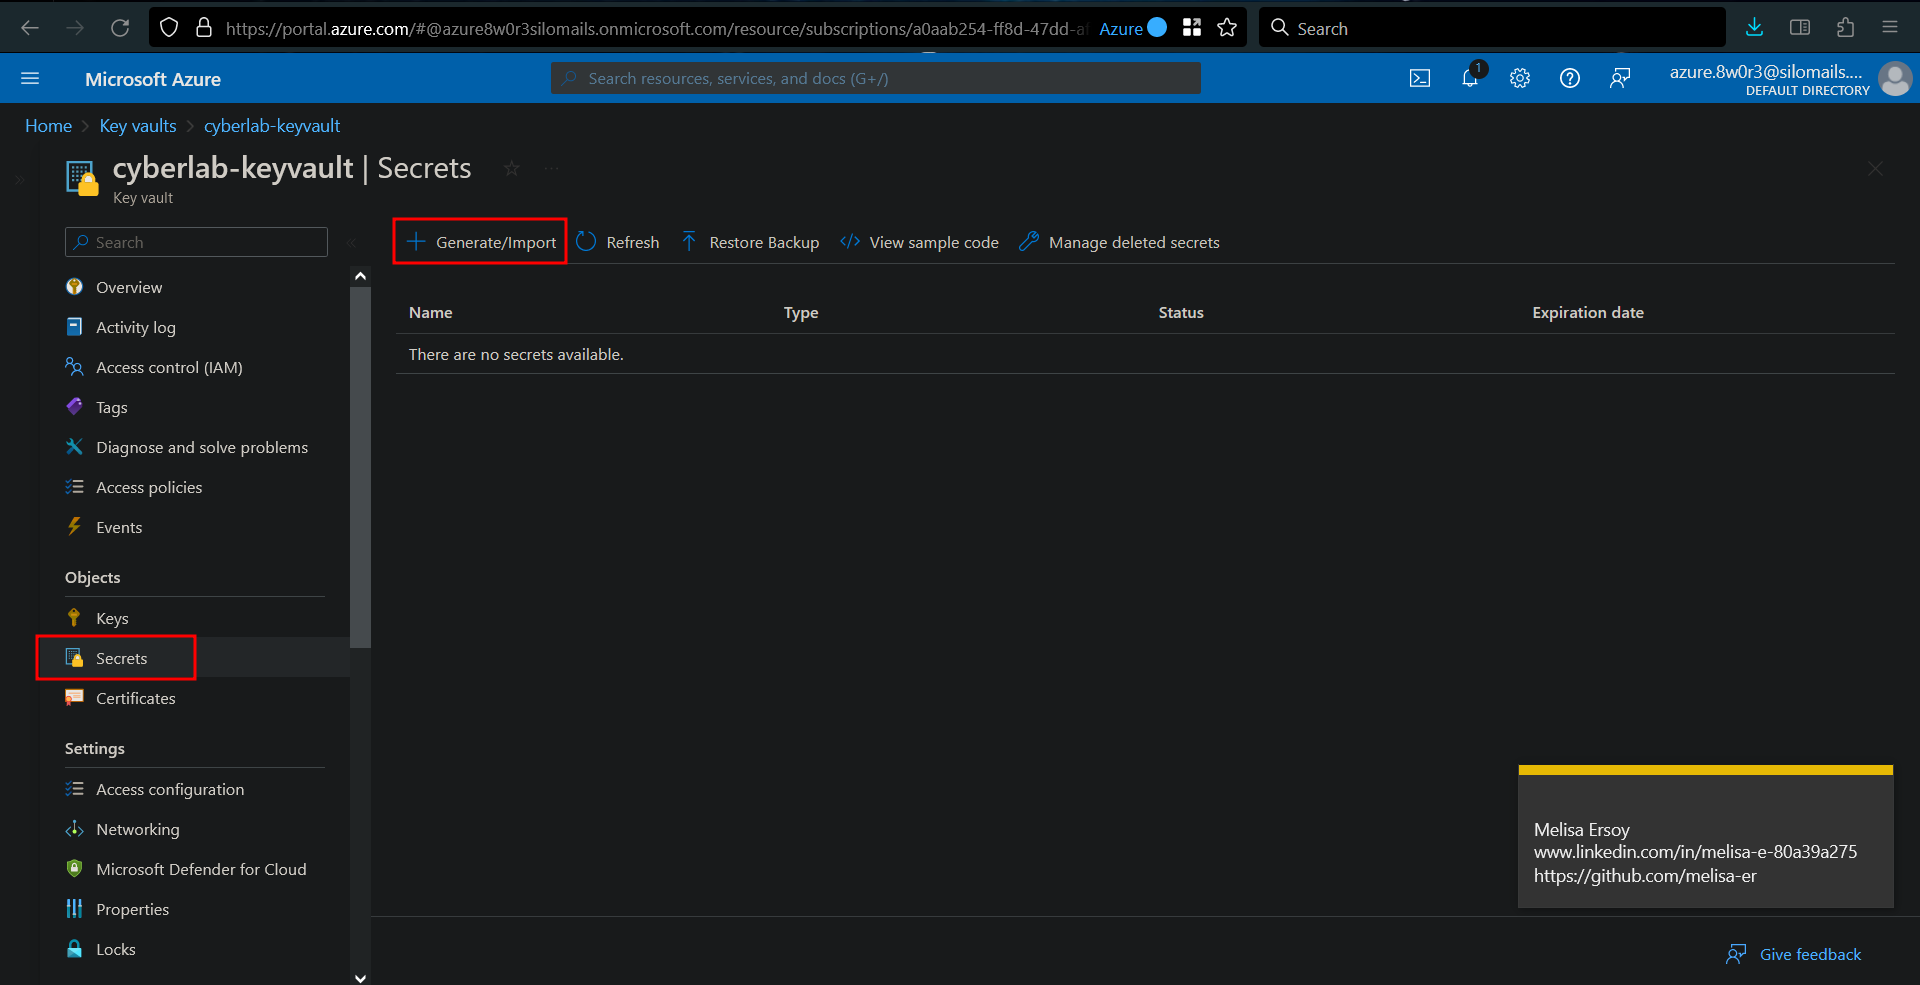 https://portal.azure.com/#@azure8w0r3silomails.onmicrosoft.com/resource/subscriptions/a0aab254-ff8d-47dd-a
Azure
Search
Microsoft Azure
Search resources, services, and docs (G+/)
1
azure.8w0r3@silomails....
DEFAULT DIRECTORY
Home > Key vaults > cyberlab-keyvault
cyberlab-keyvault | Secrets
Key vault
Search
Generate/Import
Refresh
Restore Backup
View sample code
Manage deleted secrets
Overview
Activity log
Access control (IAM)
Tags
Diagnose and solve problems
Access policies
Events
Objects
Keys
Secrets
Certificates
Settings
Access configuration
Networking
Microsoft Defender for Cloud
Properties
Locks
Name Type Status Expiration date
There are no secrets available.
Melisa Ersoy
www.linkedin.com/in/melisa-e-80a39a275
https://github.com/melisa-er
Give feedback